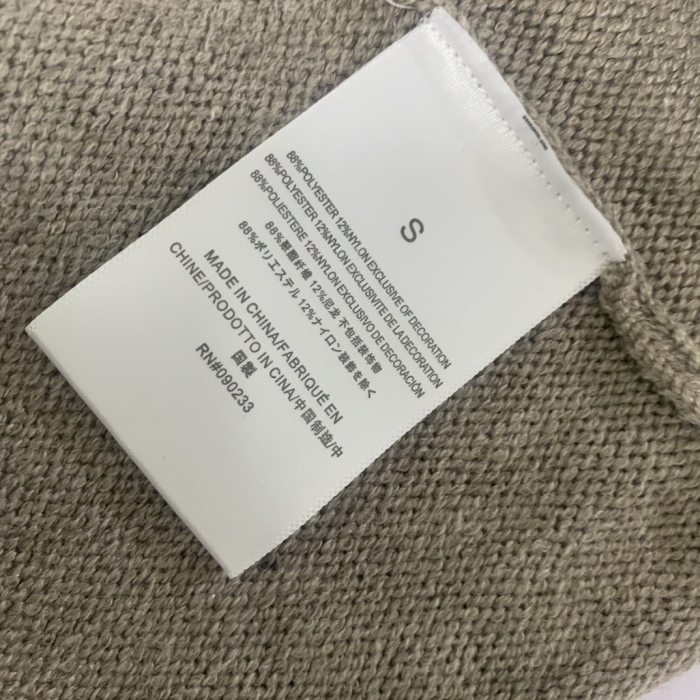 S
88%POLYESTER 12%NYLON EXCLUSIVE OF DECORATION
88%POLYESTER 12%NYLON EXCLUSIVITE DE LA DECORATION
88%POLIESTERE 12%NYLON EXCLUSIVO DE DECORACIÓN
88%聚酯纤维 12%尼龙 不包括装饰物
88%ポリエステル 12%ナイロン 装飾を除く
MADE IN CHINA/FABRIQUÉ EN
CHINE/PRODOTTO IN CINA/中国制造/中
国製
RN#090233